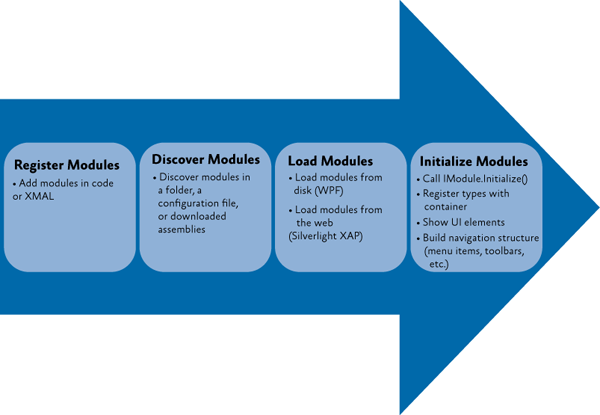 Register Modules
• Add modules in code
or XMAL
Discover Modules
• Discover modules in
a folder, a
configuration file,
or downloaded
assemblies
Load Modules
• Load modules from
disk (WPF)
• Load modules from
the web
(Silverlight XAP)
Initialize Modules
• Call IModule.Initialize()
• Register types with
container
• Show UI elements
• Build navigation structure
(menu items, toolbars,
etc.)